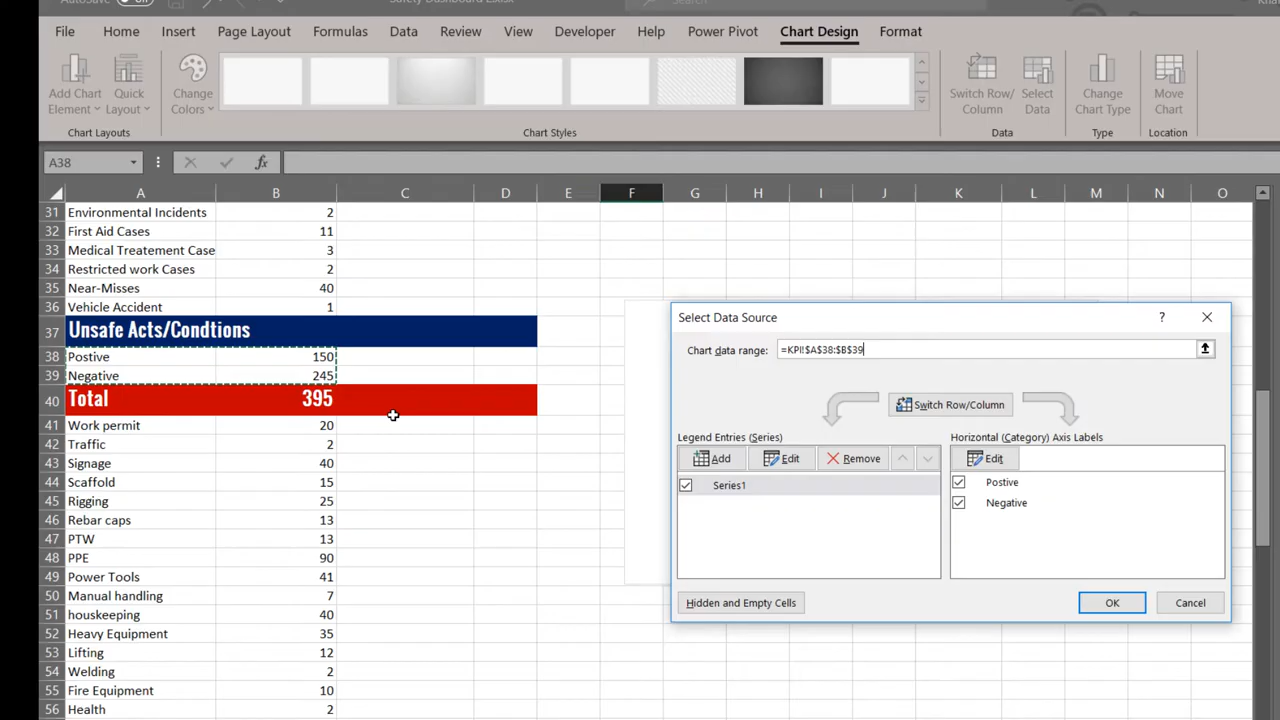 File Home Insert Page Layout Formulas Data Review View Developer Help Power Pivot Chart Design Format
Add Chart Element Quick Layout Change Colors Switch Row/ Column Select Data Change Chart Type Move Chart
Chart Layouts Chart Styles Data Type Location
A38 fx
A B C D E F G H I J K L M N O
31 Environmental Incidents 2
32 First Aid Cases 11
33 Medical Treatement Case 3
34 Restricted work Cases 2
35 Near-Misses 40
36 Vehicle Accident 1
37 Unsafe Acts/Condtions
38 Postive 150
39 Negative 245
40 Total 395
41 Work permit 20
42 Traffic 2
43 Signage 40
44 Scaffold 15
45 Rigging 25
46 Rebar caps 13
47 PTW 13
48 PPE 90
49 Power Tools 41
50 Manual handling 7
51 houskeeping 40
52 Heavy Equipment 35
53 Lifting 12
54 Welding 2
55 Fire Equipment 10
56 Health 2
Select Data Source ?
Chart data range: =KPI!$A$38:$B$39
Switch Row/Column
Legend Entries (Series) Horizontal (Category) Axis Labels
Add Edit Remove Edit
Series1 Postive
Negative
Hidden and Empty Cells OK Cancel